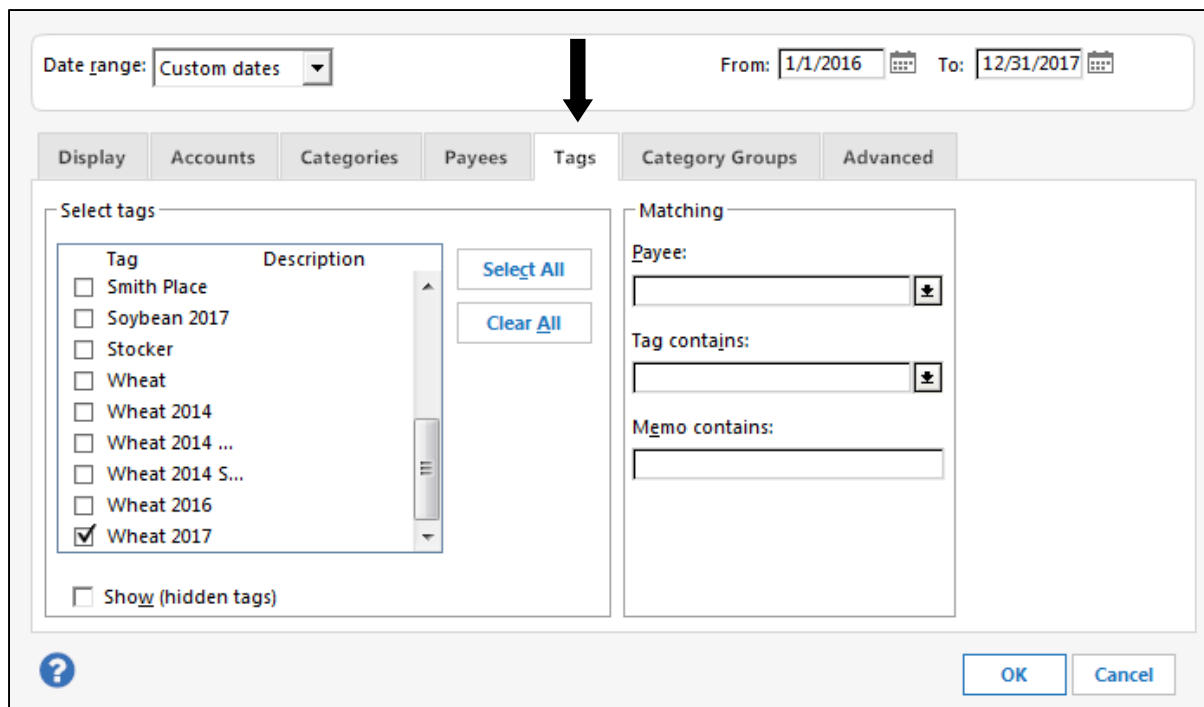 Date range: Custom dates From: 1/1/2016 To: 12/31/2017
Display Accounts Categories Payees Tags Category Groups Advanced
Select tags
Tag Description
Smith Place
Soybean 2017
Stocker
Wheat
Wheat 2014
Wheat 2014 ...
Wheat 2014 S...
Wheat 2016
Wheat 2017
Show (hidden tags)
Select All
Clear All
Matching
Payee:
Tag contains:
Memo contains:
?
OK Cancel